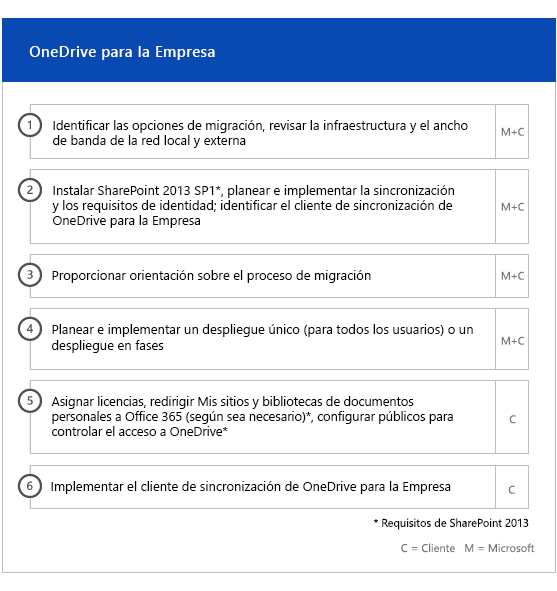 OneDrive para la Empresa
1
Identificar las opciones de migración, revisar la infraestructura y el ancho
de banda de la red local y externa
M+C
2
Instalar SharePoint 2013 SP1*, planear e implementar la sincronización
y los requisitos de identidad; identificar el cliente de sincronización de
OneDrive para la Empresa
M+C
3
Proporcionar orientación sobre el proceso de migración
M+C
4
Planear e implementar un despliegue único (para todos los usuarios) o un
despliegue en fases
M+C
5
Asignar licencias, redirigir Mis sitios y bibliotecas de documentos
personales a Office 365 (según sea necesario)*, configurar públicos para
controlar el acceso a OneDrive*
C
6
Implementar el cliente de sincronización de OneDrive para la Empresa
C
* Requisitos de SharePoint 2013
C = Cliente M = Microsoft